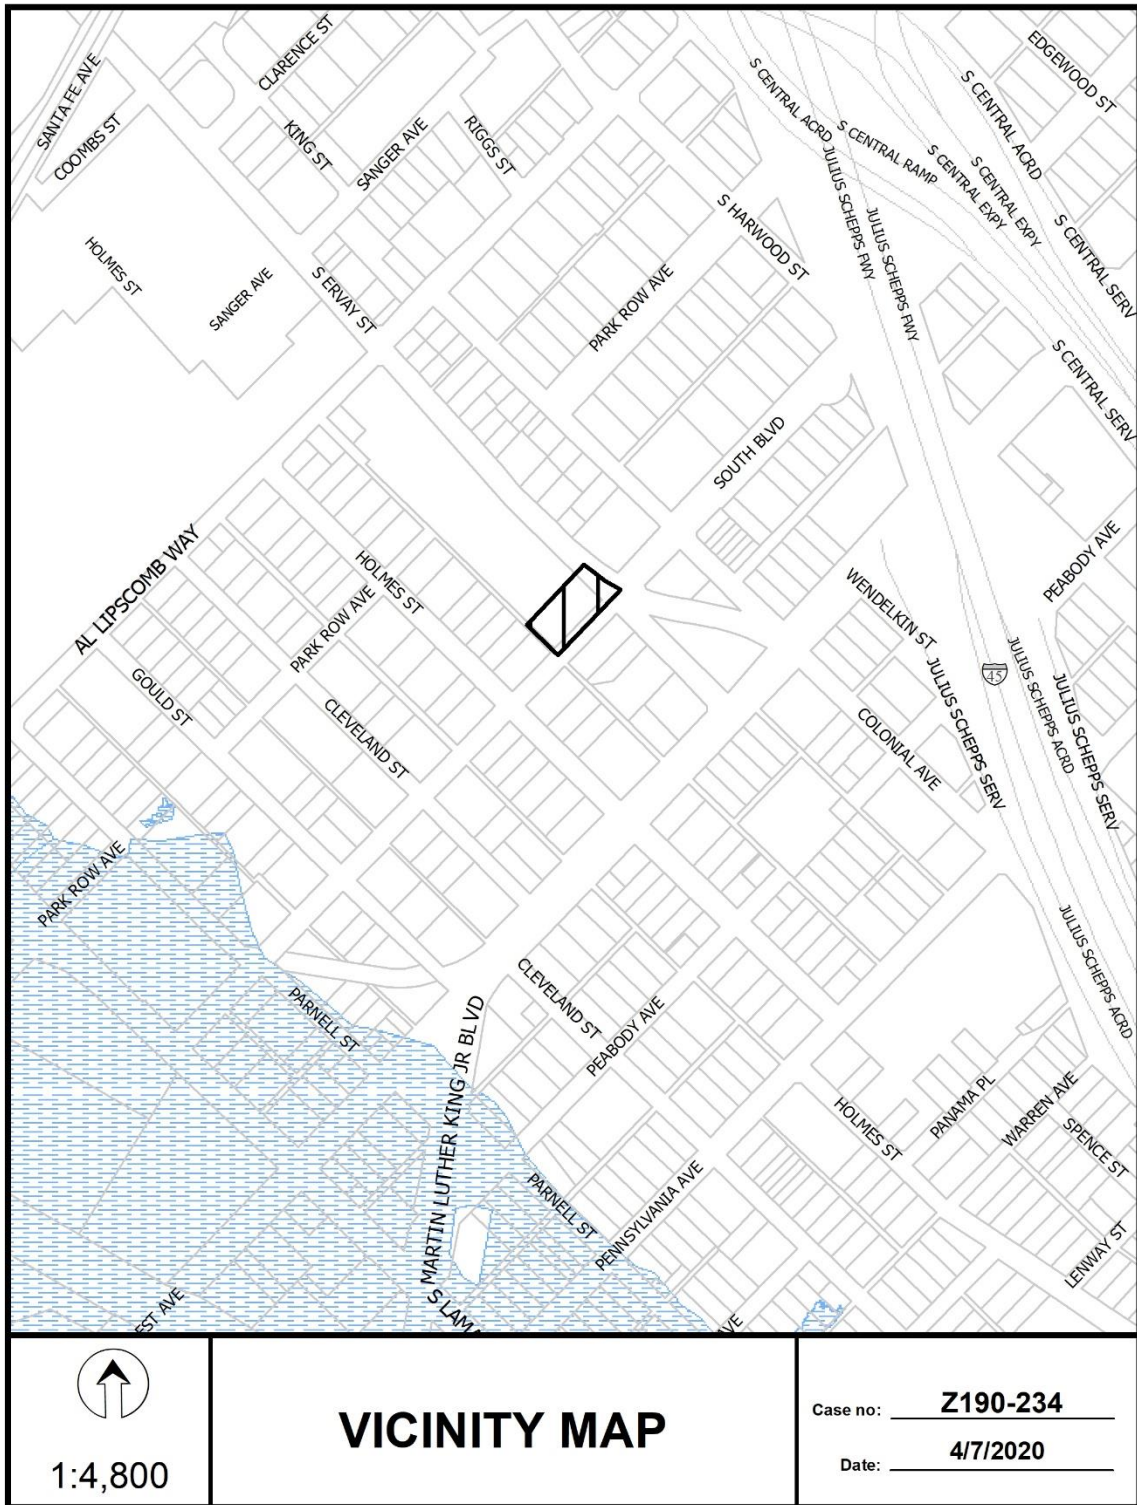 CLARENCE ST
EDGEWOOD ST
SANTA FE AVE
COOMBS ST
KING ST
SANGER AVE
RIGGS ST
S CENTRAL ACRD
S CENTRAL RAMP
S CENTRAL EXPY
S CENTRAL EXPY
S CENTRAL ACRD
S CENTRAL SERV
S CENTRAL SERV
JULIUS SCHEPPS FWY
JULIUS SCHEPPS FWY
S HARWOOD ST
HOLMES ST
SANGER AVE
S ERVAY ST
PARK ROW AVE
SOUTH BLVD
AL LIPSCOMB WAY
HOLMES ST
PARK ROW AVE
GOULD ST
CLEVELAND ST
WENDELKIN ST
PEABODY AVE
45
JULIUS SCHEPPS SERV
JULIUS SCHEPPS ACRD
JULIUS SCHEPPS SERV
COLONIAL AVE
PARK ROW AVE
PARNELL ST
CLEVELAND ST
PEABODY AVE
JULIUS SCHEPPS ACRD
MARTIN LUTHER KING JR BLVD
HOLMES ST
PANAMA PL
WARREN AVE
SPENCE ST
PARNELL ST
PENNSYLVANIA AVE
LENWAY ST
EST AVE
S LAMA
AVE
1:4,800
VICINITY MAP
Case no: Z190-234
Date: 4/7/2020